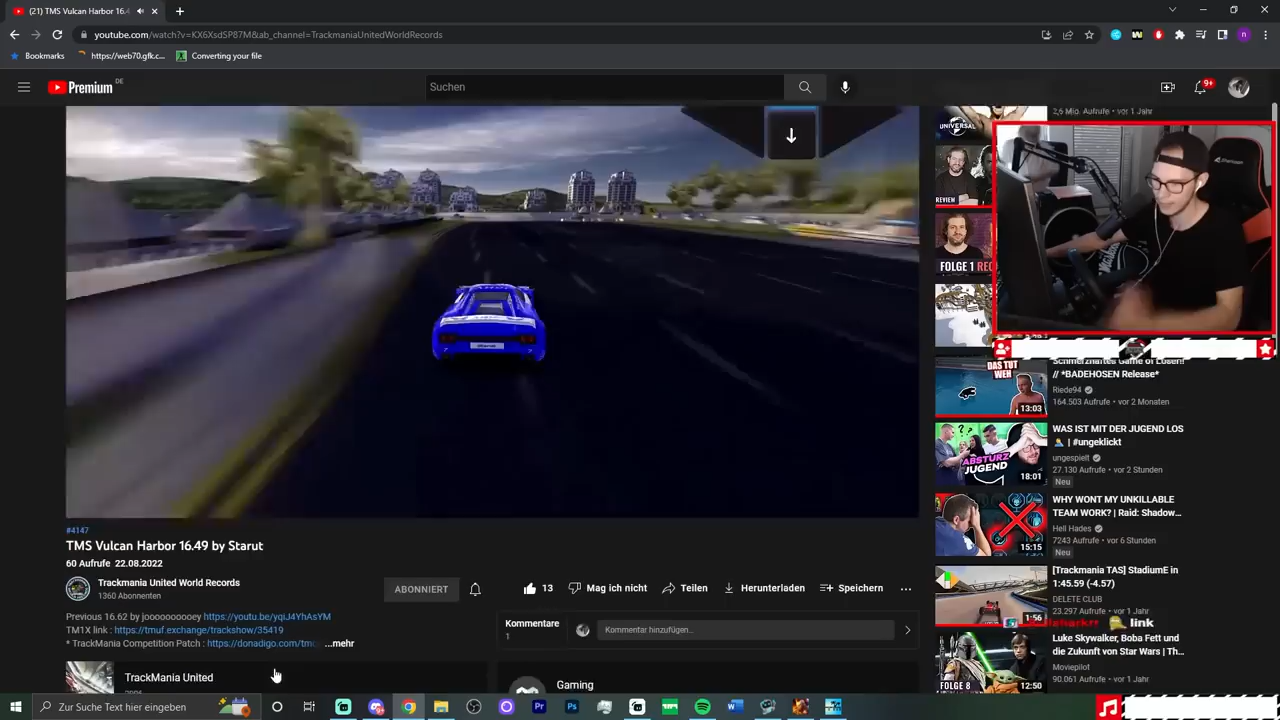 (21) TMS Vulcan Harbor 16.4
youtube.com/watch?v=KX6XsdSP87M&ab_channel=TrackmaniaUnitedWorldRecords
Bookmarks
https://web70.gfk.c...
Converting your file
Premium DE
Suchen
9+
2,6 Mio. Aufrufe • vor 1 Jahr
UNIVERSAL
REVIEW
FOLGE 1
#4147
TMS Vulcan Harbor 16.49 by Starut
60 Aufrufe 22.08.2022
Trackmania United World Records
1360 Abonnenten
ABONNIERT
13
Mag ich nicht
Teilen
Herunterladen
Speichern
Previous 16.62 by joooooooooey https://youtu.be/yqiJ4YhAsYM
TM1X link : https://tmuf.exchange/trackshow/35419
* TrackMania Competition Patch : https://donadigo.com/tmc ...mehr
Kommentare
1
Kommentar hinzufügen...
TrackMania United
Gaming
DAS TUT
WEH
13:03
Schmerzhaftes Game of Loser!!
// *BADEHOSEN Release*
Riede94
164.503 Aufrufe • vor 2 Monaten
ABSTURZ
JUGEND
18:01
WAS IST MIT DER JUGEND LOS
| #ungeklickt
ungespielt
27.130 Aufrufe • vor 2 Stunden
Neu
15:15
WHY WONT MY UNKILLABLE
TEAM WORK? | Raid: Shadow...
Hell Hades
7243 Aufrufe • vor 6 Stunden
Neu
1:56
[Trackmania TAS] StadiumE in
1:45.59 (-4.57)
DELETE CLUB
23.297 Aufrufe • vor 1 Jahr
link
FOLGE 8
12:50
Luke Skywalker, Boba Fett und
die Zukunft von Star Wars | Th...
Moviepilot
90.061 Aufrufe • vor 1 Jahr
Zur Suche Text hier eingeben